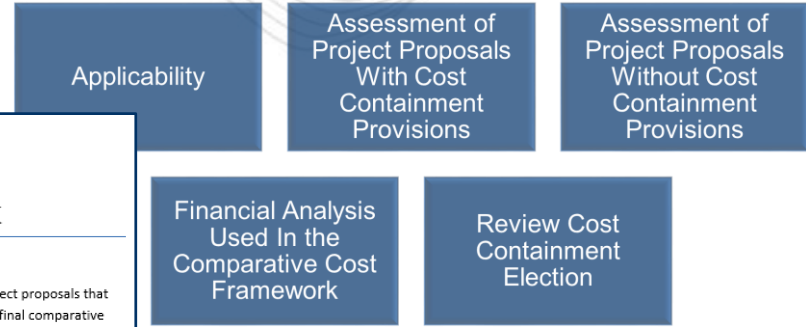 Applicability
Assessment of
Project Proposals
With Cost
Containment
Provisions
Assessment of
Project Proposals
Without Cost
Containment
Provisions
Financial Analysis
Used In the
Comparative Cost
Framework
Review Cost
Containment
Election
ect proposals that
final comparative